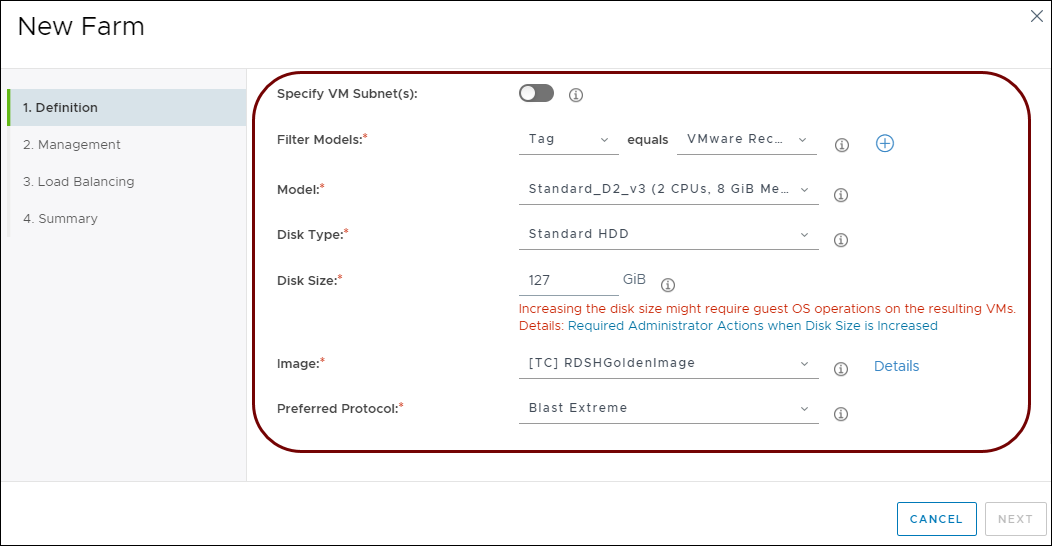 New Farm
1. Definition
2. Management
3. Load Balancing
4. Summary
Specify VM Subnet(s):
Filter Models:* Tag equals VMware Rec...
Model:* Standard_D2_v3 (2 CPUs, 8 GiB Me...
Disk Type:* Standard HDD
Disk Size:* 127 GiB
Increasing the disk size might require guest OS operations on the resulting VMs.
Details: Required Administrator Actions when Disk Size is Increased
Image:* [TC] RDSHGoldenImage Details
Preferred Protocol:* Blast Extreme
CANCEL NEXT